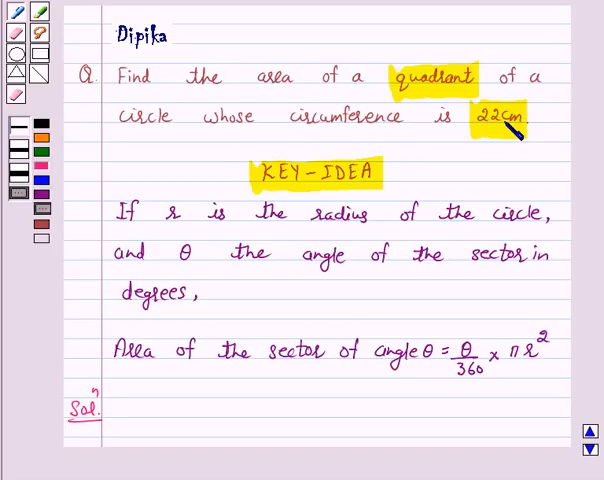 Dipika
Q. Find the area of a quadrant of a
circle whose circumference is 22cm.
KEY-IDEA
If r is the radius of the circle,
and θ the angle of the sector in
degrees,
Area of the sector of angle θ = θ/360 × πr²
Solⁿ.